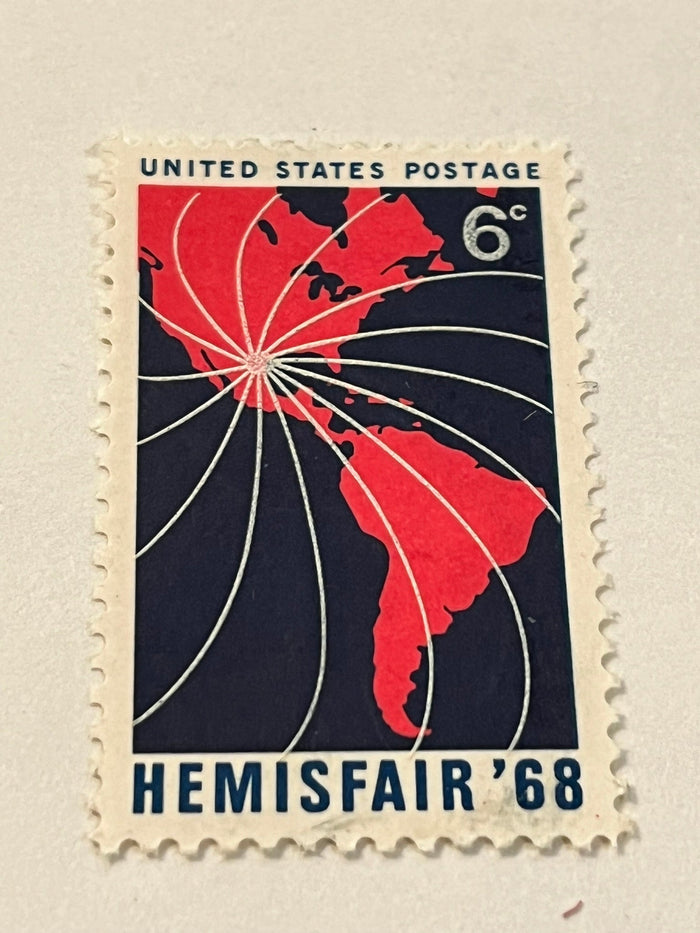 UNITED STATES POSTAGE
6c
HEMISFAIR '68